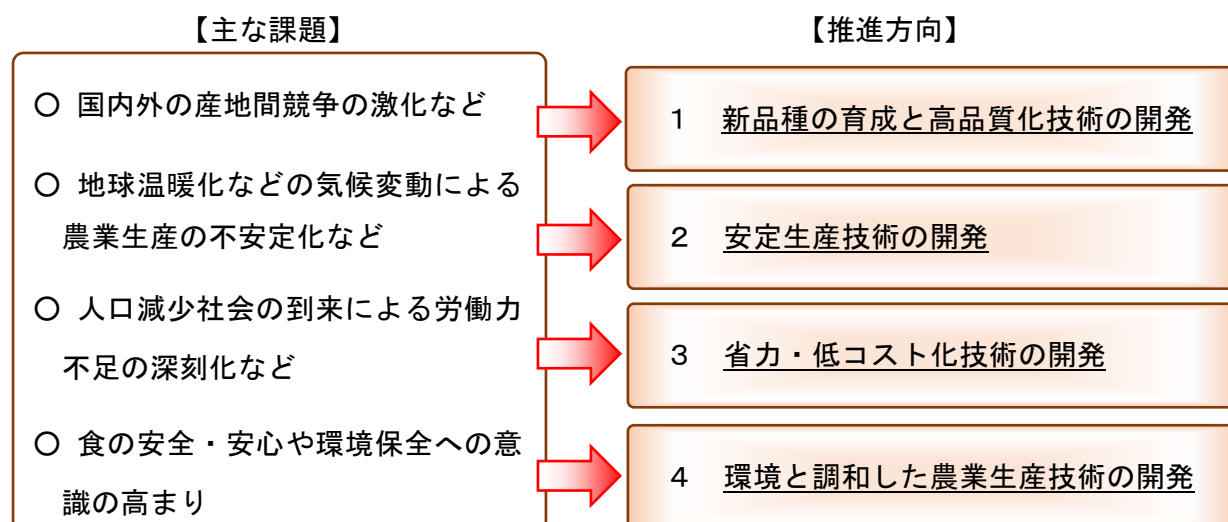 【主な課題】
【推進方向】
〇 国内外の産地間競争の激化など
〇 地球温暖化などの気候変動による
農業生産の不安定化など
〇 人口減少社会の到来による労働力
不足の深刻化など
〇 食の安全・安心や環境保全への意
識の高まり
1 新品種の育成と高品質化技術の開発
2 安定生産技術の開発
3 省力・低コスト化技術の開発
4 環境と調和した農業生産技術の開発